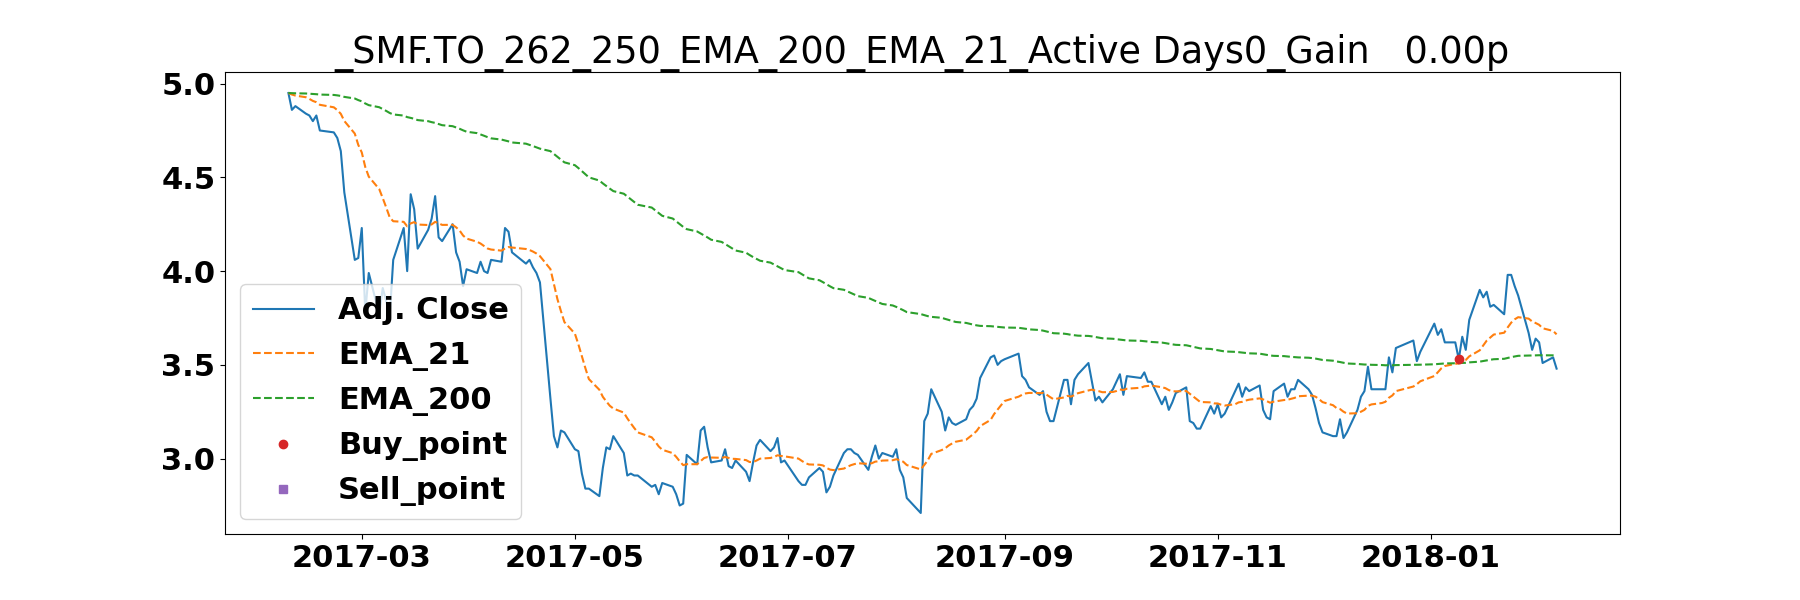 _SMF.TO_262_250_EMA_200_EMA_21_Active Days0_Gain   0.00p
5.0
4.5
4.0
3.5
3.0
Adj. Close
EMA_21
EMA_200
Buy_point
Sell_point
2017-03 2017-05 2017-07 2017-09 2017-11 2018-01